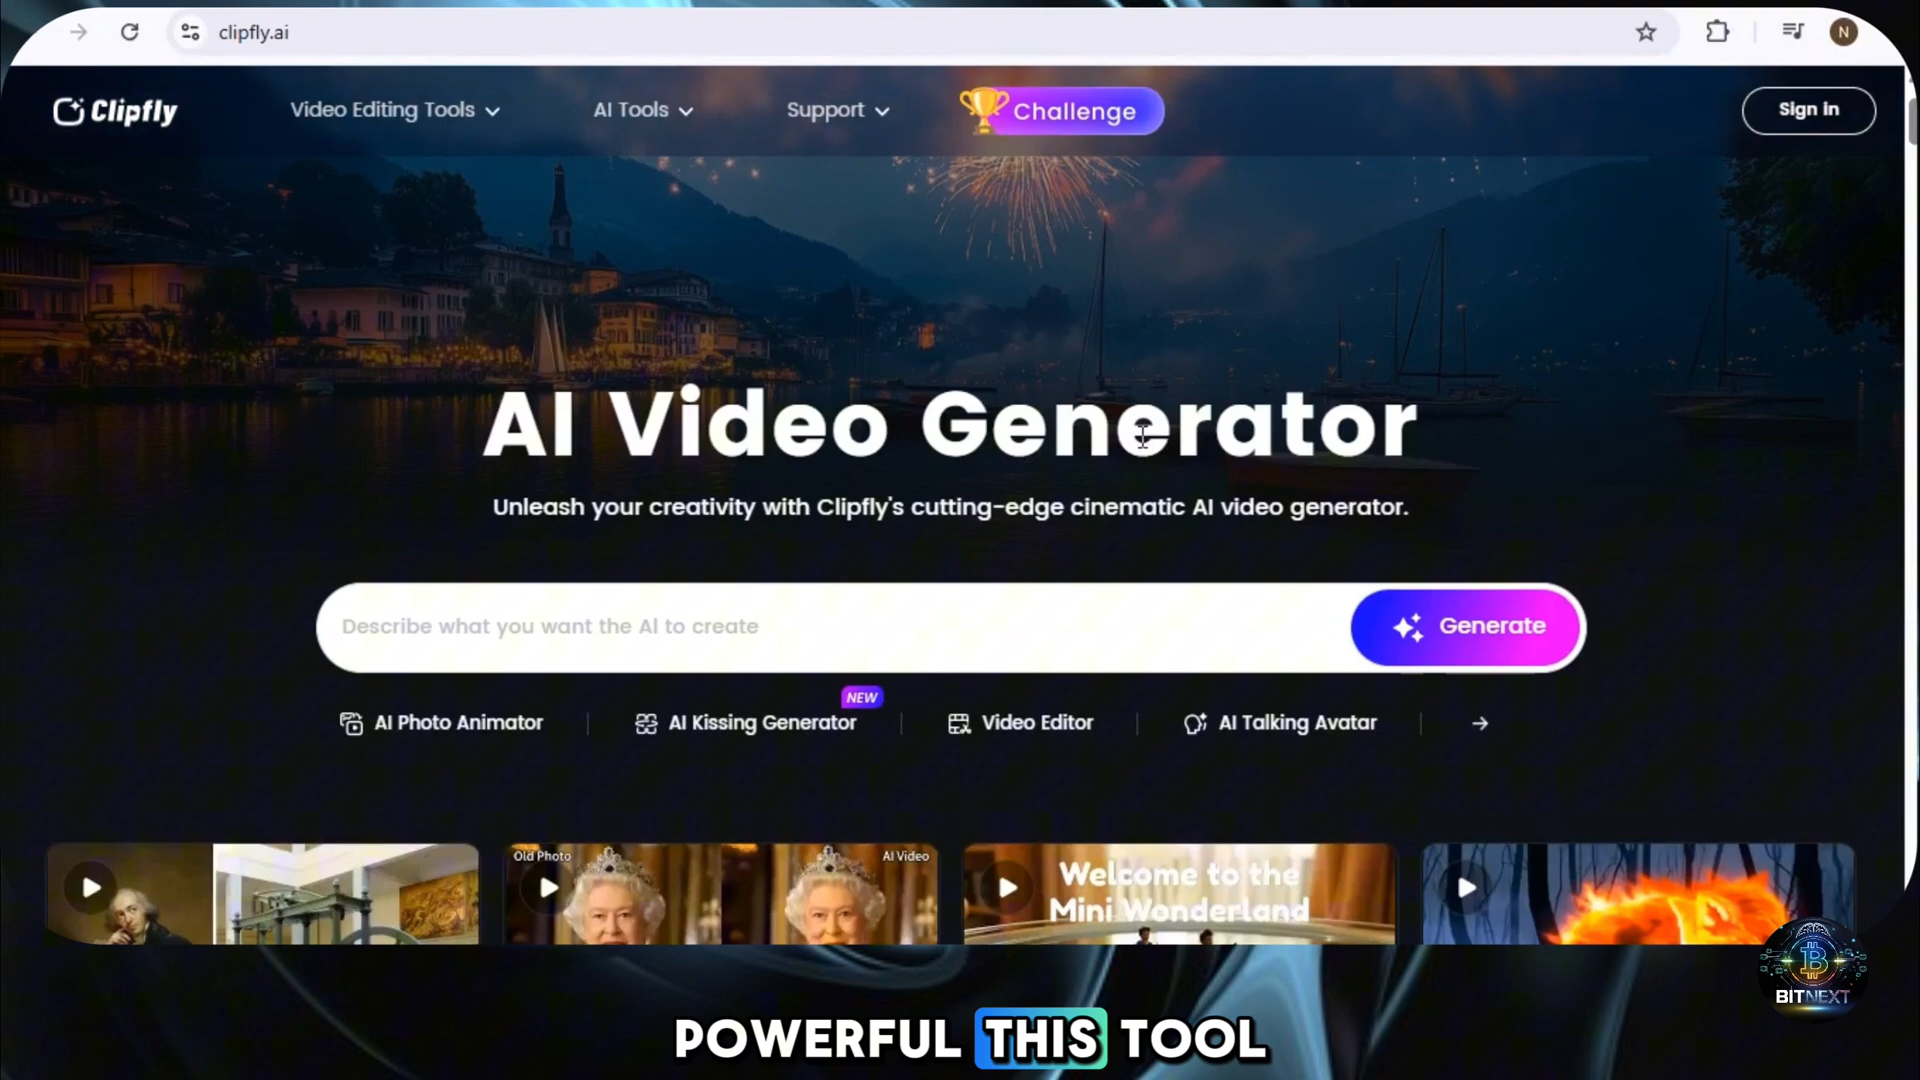 clipfly.ai
N
Clipfly
Video Editing Tools
AI Tools
Support
Challenge
Sign in
AI Video Generator
Unleash your creativity with Clipfly's cutting-edge cinematic AI video generator.
Describe what you want the AI to create
Generate
NEW
AI Photo Animator
AI Kissing Generator
Video Editor
AI Talking Avatar
Old Photo
AI Video
Welcome to the
Mini Wonderland
B
BITNEXT
POWERFUL THIS TOOL